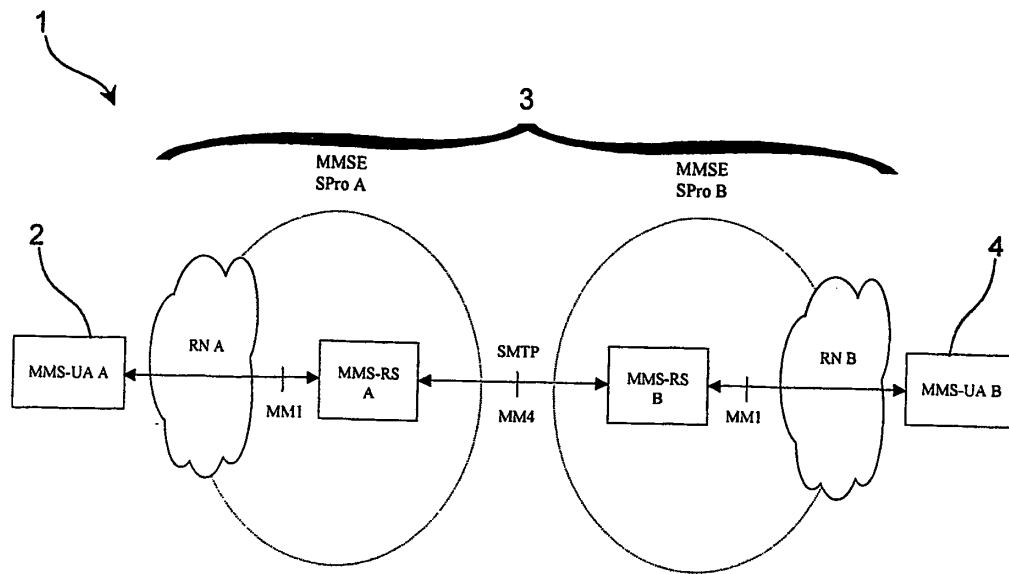 1
3
MMSE
SPro A
MMSE
SPro B
2
4
RN A
RN B
MMS-UA A
MMS-RS
A
SMTP
MMS-RS
B
MMS-UA B
MM1
MM4
MM1